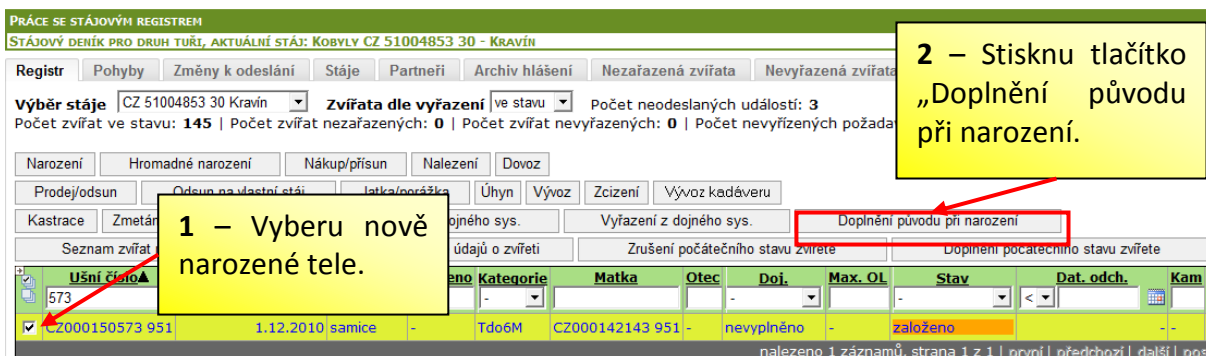 PRÁCE SE STÁJOVÝM REGISTREM
STÁJOVÝ DENÍK PRO DRUH TUŘI, AKTUÁLNÍ STÁJ: KOBYLY CZ 51004853 30 - KRAVÍN
Registr Pohyby Změny k odeslání Stáje Partneři Archiv hlášení Nezařazená zvířata Nevyřazená zvířata
Výběr stáje CZ 51004853 30 Kravín Zvířata dle vyřazení ve stavu Počet neodeslaných událostí: 3
Počet zvířat ve stavu: 145 | Počet zvířat nezařazených: 0 | Počet zvířat nevyřazených: 0 | Počet nevyřízených
2 – Stisknu tlačítko
„Doplnění původu
při narození.
Narození Hromadné narození Nákup/přísun Nalezení Dovoz
Prodej/odsun Odsun na vlastní stáj Jatka/porážka Úhyn Vývoz Zcizení Vývoz kadáveru
Kastrace sys. Vyřazení z dojného sys. Doplnění původu při narození
Seznam zvířat údajů o zvířeti Zrušení počátečního stavu zvířete Doplnění počátečního stavu zvířete
1 – Vyberu nově
narozené tele.
Ušní číslo▲ Kategorie Matka Otec Doj. Max. OL Stav Dat. odch. Kam
573 - - - <
CZ000150573 951 1.12.2010 samice - Tdo6M CZ000142143 951 - nevyplněno - založeno - -
nalezeno 1 záznamů, strana 1 z 1 | první | předchozí | další |